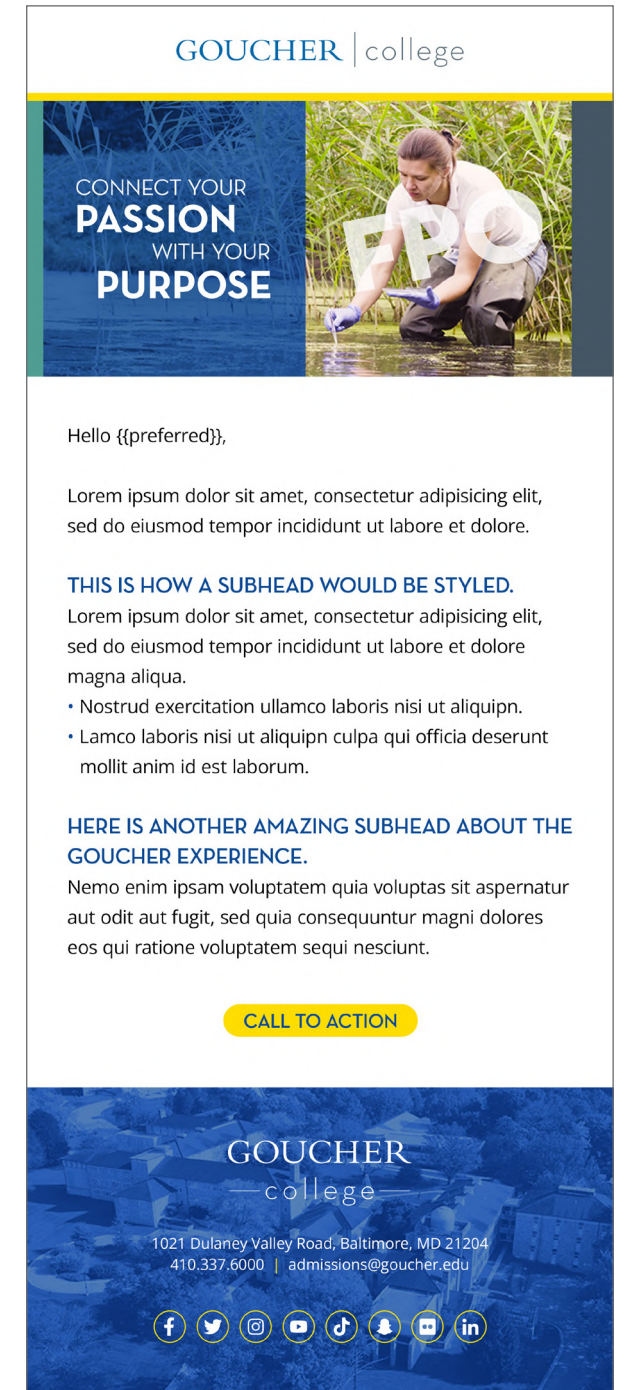 GOUCHER | college
CONNECT YOUR
PASSION
WITH YOUR
PURPOSE
FPO
Hello {{preferred}},
Lorem ipsum dolor sit amet, consectetur adipisicing elit,
sed do eiusmod tempor incididunt ut labore et dolore.
THIS IS HOW A SUBHEAD WOULD BE STYLED.
Lorem ipsum dolor sit amet, consectetur adipisicing elit,
sed do eiusmod tempor incididunt ut labore et dolore
magna aliqua.
• Nostrud exercitation ullamco laboris nisi ut aliquipn.
• Lamco laboris nisi ut aliquipn culpa qui officia deserunt
mollit anim id est laborum.
HERE IS ANOTHER AMAZING SUBHEAD ABOUT THE
GOUCHER EXPERIENCE.
Nemo enim ipsam voluptatem quia voluptas sit aspernatur
aut odit aut fugit, sed quia consequuntur magni dolores
eos qui ratione voluptatem sequi nesciunt.
CALL TO ACTION
GOUCHER
college
1021 Dulaney Valley Road, Baltimore, MD 21204
410.337.6000 | admissions@goucher.edu